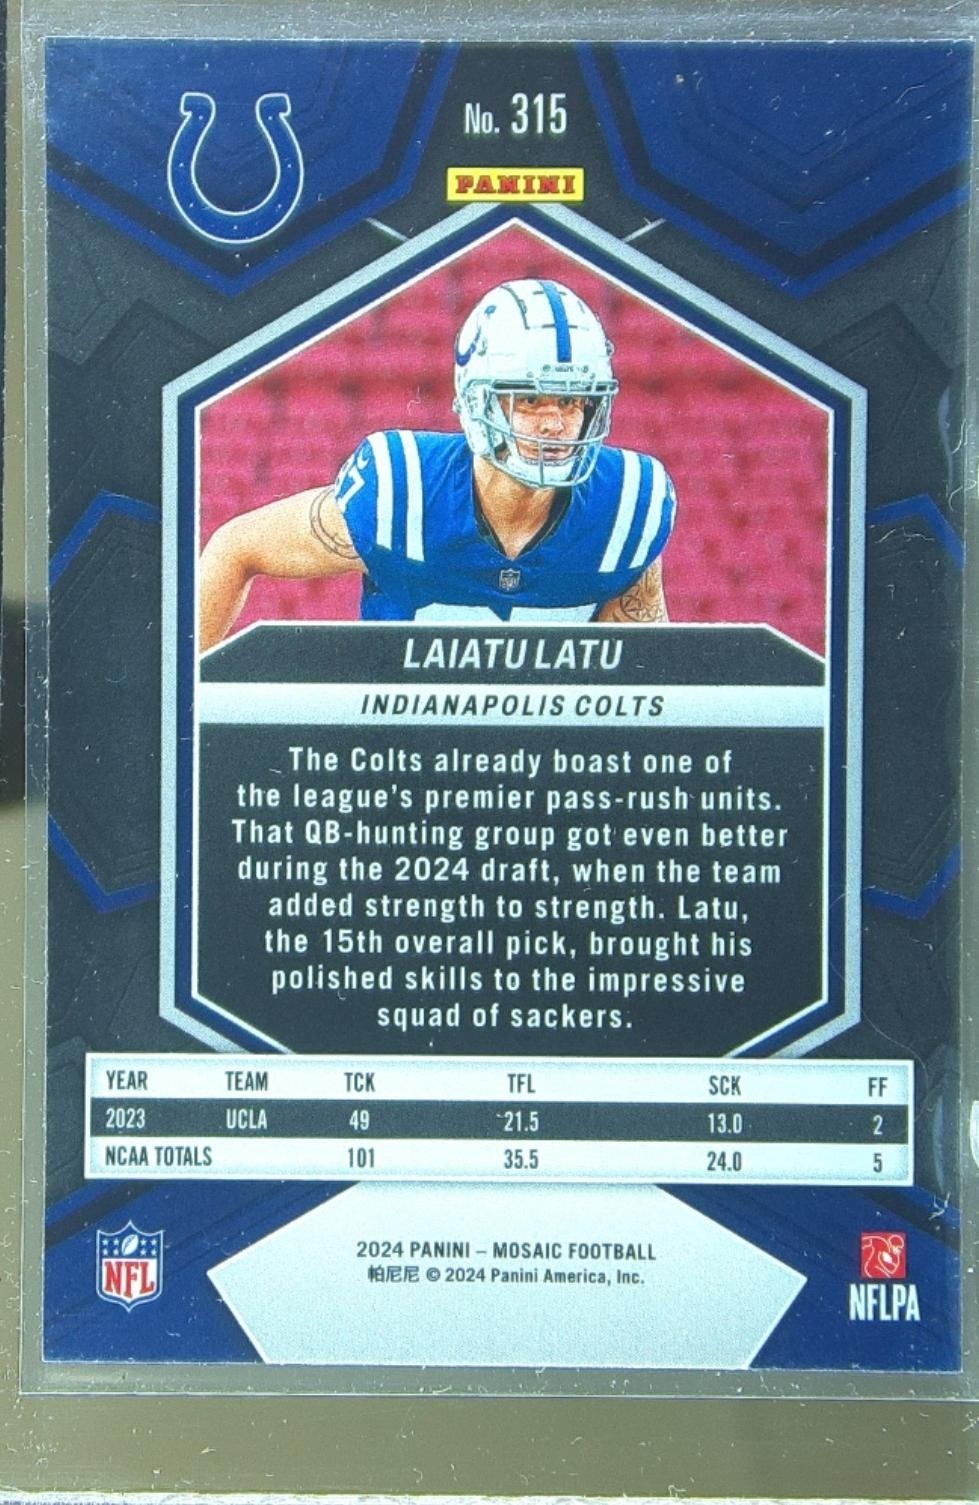 No. 315
PANINI
LAIATU LATU
INDIANAPOLIS COLTS
The Colts already boast one of
the league's premier pass-rush units.
That QB-hunting group got even better
during the 2024 draft, when the team
added strength to strength. Latu,
the 15th overall pick, brought his
polished skills to the impressive
squad of sackers.
YEAR TEAM TCK TFL SCK FF
2023 UCLA 49 21.5 13.0 2
NCAA TOTALS 101 35.5 24.0 5
2024 PANINI – MOSAIC FOOTBALL
帕尼尼 © 2024 Panini America, Inc.
NFL
NFLPA